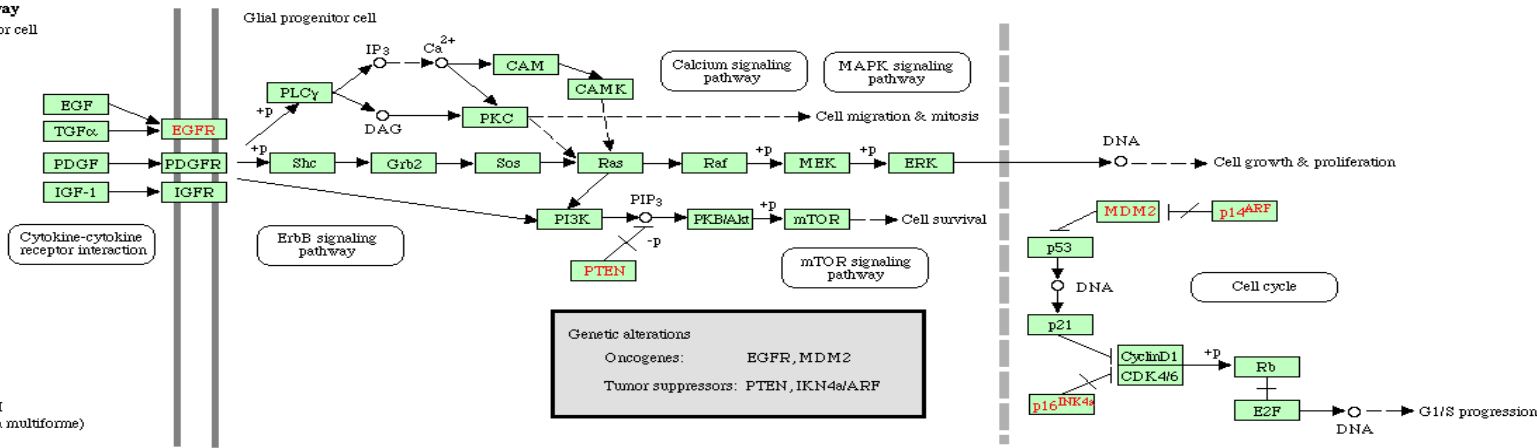 way
or cell
Glial progenitor cell
IP3
Ca2+
CAM
CAMK
Calcium signaling
pathway
MAPK signaling
pathway
PLCγ
+p
DAG
PKC
Cell migration & mitosis
EGF
TGFα
EGFR
PDGF
PDGFR
IGF-1
IGFR
+p
Shc
Grb2
Sos
Ras
Raf
+p
MEK
+p
ERK
DNA
Cell growth & proliferation
PI3K
PIP3
-p
PTEN
PKB/Akt
+p
mTOR
Cell survival
Cytokine-cytokine
receptor interaction
ErbB signaling
pathway
mTOR signaling
pathway
MDM2
p14ARF
p53
DNA
p21
Cell cycle
CyclinD1
CDK4/6
p16INK4a
+p
Rb
E2F
DNA
G1/S progression
Genetic alterations
Oncogenes: EGFR, MDM2
Tumor suppressors: PTEN, IKN4a/ARF
multiforme)